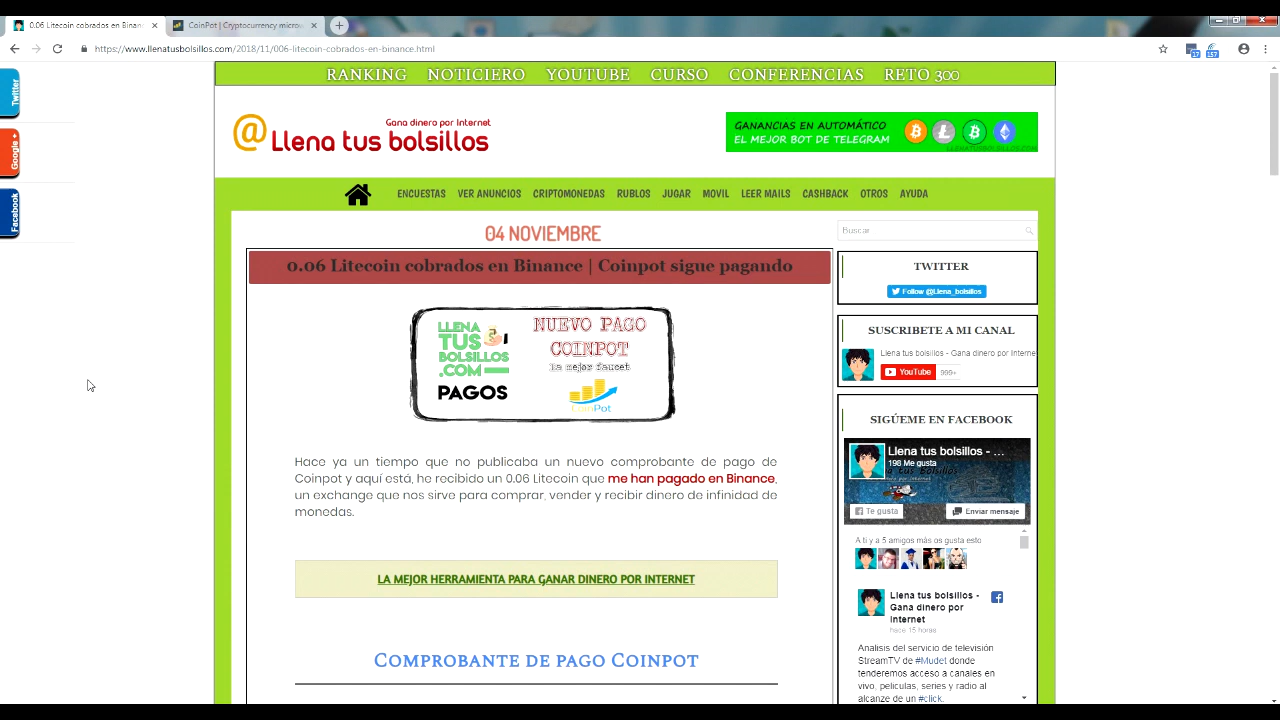 0.06 Litecoin cobrados en Binan
CoinPot | Cryptocurrency microw
https://www.llenatusbolsillos.com/2018/11/006-litecoin-cobrados-en-binance.html
17
157
Twitter
Google +
Facebook
RANKING NOTICIERO YOUTUBE CURSO CONFERENCIAS RETO 300
Gana dinero por Internet
@Llena tus bolsillos
GANANCIAS EN AUTOMÁTICO
EL MEJOR BOT DE TELEGRAM
LLENATUSBOLSILLOS.COM
ENCUESTAS VER ANUNCIOS CRIPTOMONEDAS RUBLOS JUGAR MOVIL LEER MAILS CASHBACK OTROS AYUDA
04 NOVIEMBRE
0.06 Litecoin cobrados en Binance | Coinpot sigue pagando
LLENA
TUS
BOLSILLOS
.COM
PAGOS
NUEVO PAGO
COINPOT
La mejor faucet
CoinPot
Hace ya un tiempo que no publicaba un nuevo comprobante de pago de
Coinpot y aquí está, he recibido un 0.06 Litecoin que me han pagado en Binance,
un exchange que nos sirve para comprar, vender y recibir dinero de infinidad de
monedas.
LA MEJOR HERRAMIENTA PARA GANAR DINERO POR INTERNET
COMPROBANTE DE PAGO COINPOT
Buscar
TWITTER
Follow @Llena_bolsillos
SUSCRIBETE A MI CANAL
Llena tus bolsillos - Gana dinero por Interne
YouTube 999+
SIGÚEME EN FACEBOOK
Llena tus bolsillos - ...
198 Me gusta
Te gusta
Enviar mensaje
A ti y a 5 amigos más os gusta esto
Llena tus bolsillos -
Gana dinero por
Internet
hace 15 horas
Analisis del servicio de televisión
StreamTV de #Mudet donde
tendremos acceso a canales en
vivo, peliculas, series y radio al
alcance de un #click.